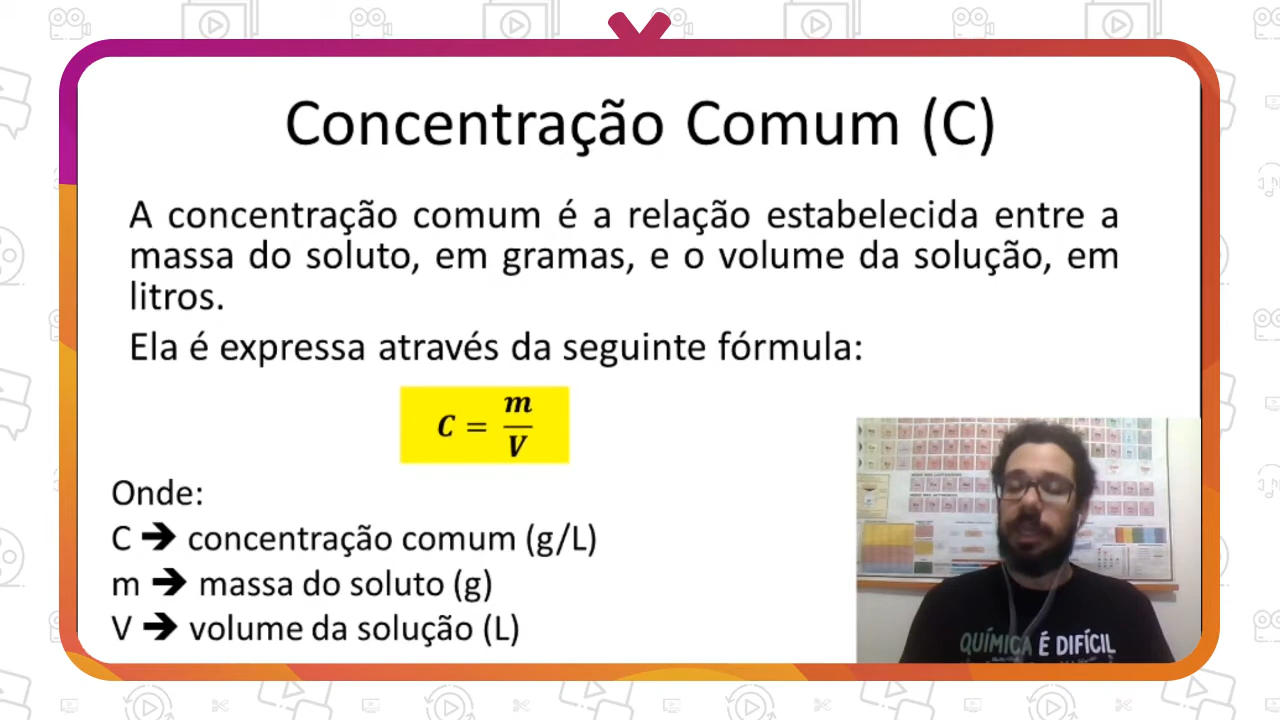 Concentração Comum (C)
A concentração comum é a relação estabelecida entre a
massa do soluto, em gramas, e o volume da solução, em
litros.
Ela é expressa através da seguinte fórmula:
C = m/V
Onde:
C ➔ concentração comum (g/L)
m ➔ massa do soluto (g)
V ➔ volume da solução (L)
QUÍMICA É DIFÍCIL